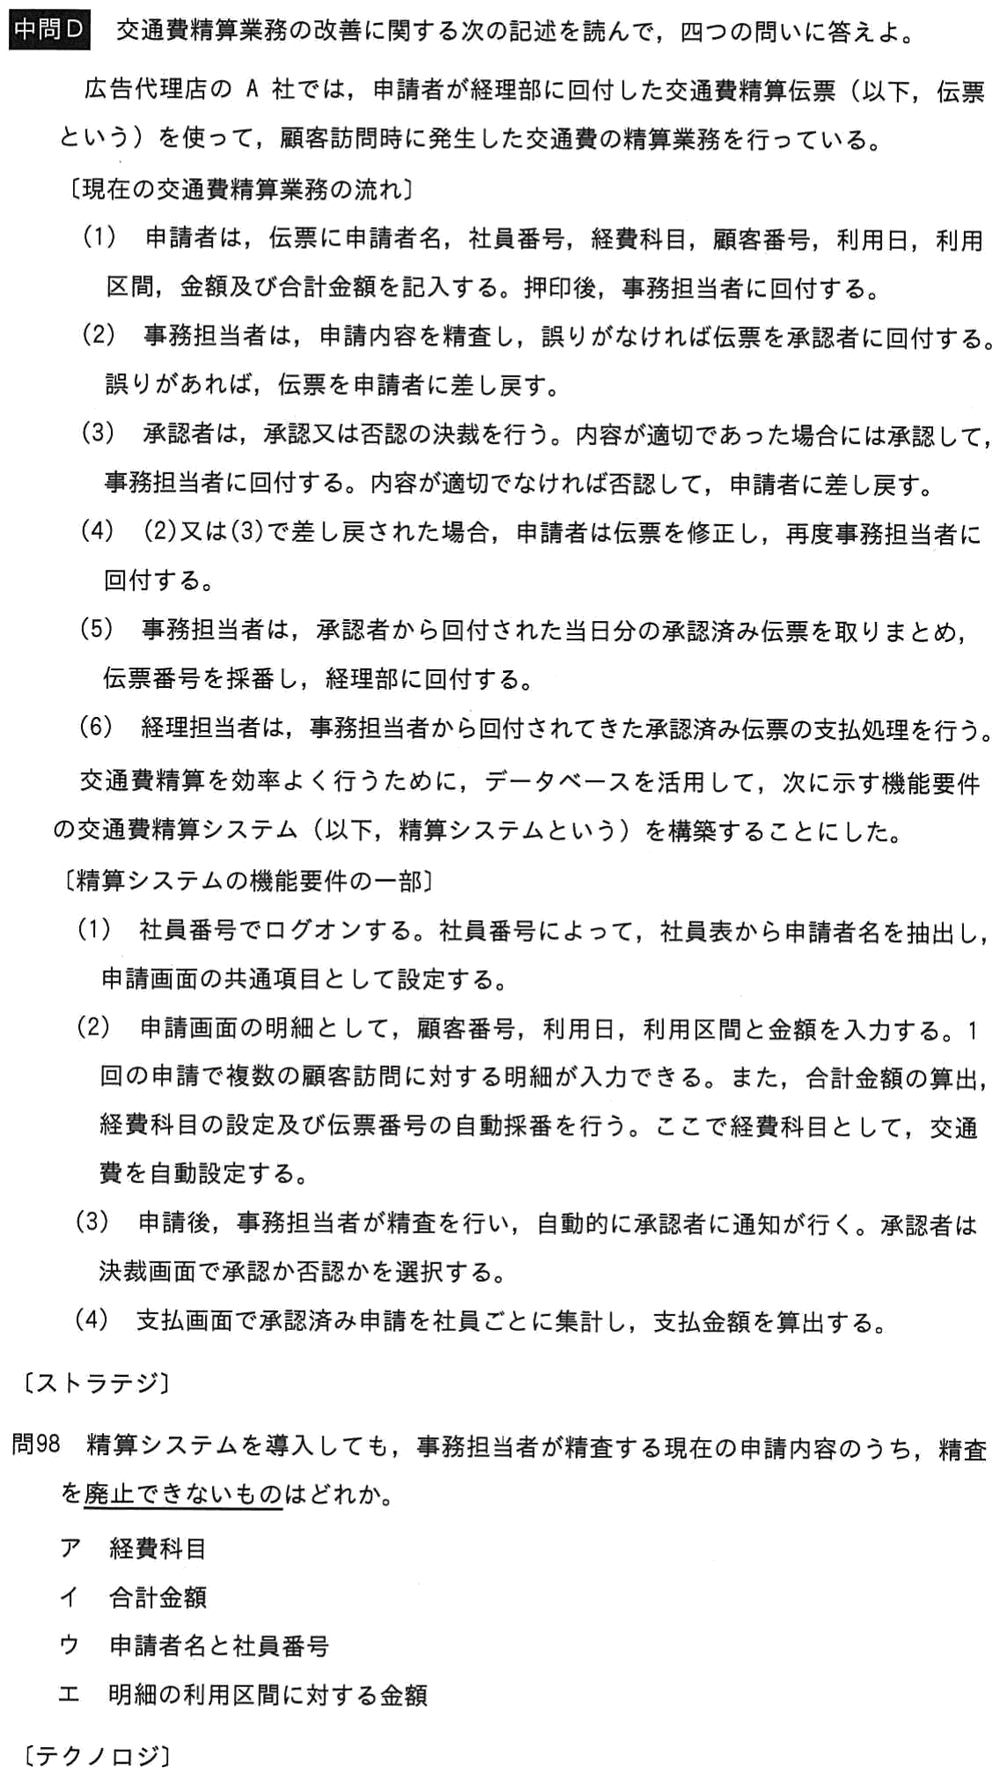 中問D 交通費精算業務の改善に関する次の記述を読んで，四つの問いに答えよ。
広告代理店の A 社では，申請者が経理部に回付した交通費精算伝票（以下，伝票
という）を使って，顧客訪問時に発生した交通費の精算業務を行っている。
〔現在の交通費精算業務の流れ〕
(1) 申請者は，伝票に申請者名，社員番号，経費科目，顧客番号，利用日，利用
区間，金額及び合計金額を記入する。押印後，事務担当者に回付する。
(2) 事務担当者は，申請内容を精査し，誤りがなければ伝票を承認者に回付する。
誤りがあれば，伝票を申請者に差し戻す。
(3) 承認者は，承認又は否認の決裁を行う。内容が適切であった場合には承認して，
事務担当者に回付する。内容が適切でなければ否認して，申請者に差し戻す。
(4) (2)又は(3)で差し戻された場合，申請者は伝票を修正し，再度事務担当者に
回付する。
(5) 事務担当者は，承認者から回付された当日分の承認済み伝票を取りまとめ，
伝票番号を採番し，経理部に回付する。
(6) 経理担当者は，事務担当者から回付されてきた承認済み伝票の支払処理を行う。
交通費精算を効率よく行うために，データベースを活用して，次に示す機能要件
の交通費精算システム（以下，精算システムという）を構築することにした。
〔精算システムの機能要件の一部〕
(1) 社員番号でログオンする。社員番号によって，社員表から申請者名を抽出し，
申請画面の共通項目として設定する。
(2) 申請画面の明細として，顧客番号，利用日，利用区間と金額を入力する。1
回の申請で複数の顧客訪問に対する明細が入力できる。また，合計金額の算出，
経費科目の設定及び伝票番号の自動採番を行う。ここで経費科目として，交通
費を自動設定する。
(3) 申請後，事務担当者が精査を行い，自動的に承認者に通知が行く。承認者は
決裁画面で承認か否認かを選択する。
(4) 支払画面で承認済み申請を社員ごとに集計し，支払金額を算出する。
〔ストラテジ〕
問98 精算システムを導入しても，事務担当者が精査する現在の申請内容のうち，精査
を廃止できないものはどれか。
ア 経費科目
イ 合計金額
ウ 申請者名と社員番号
エ 明細の利用区間に対する金額
〔テクノロジ〕